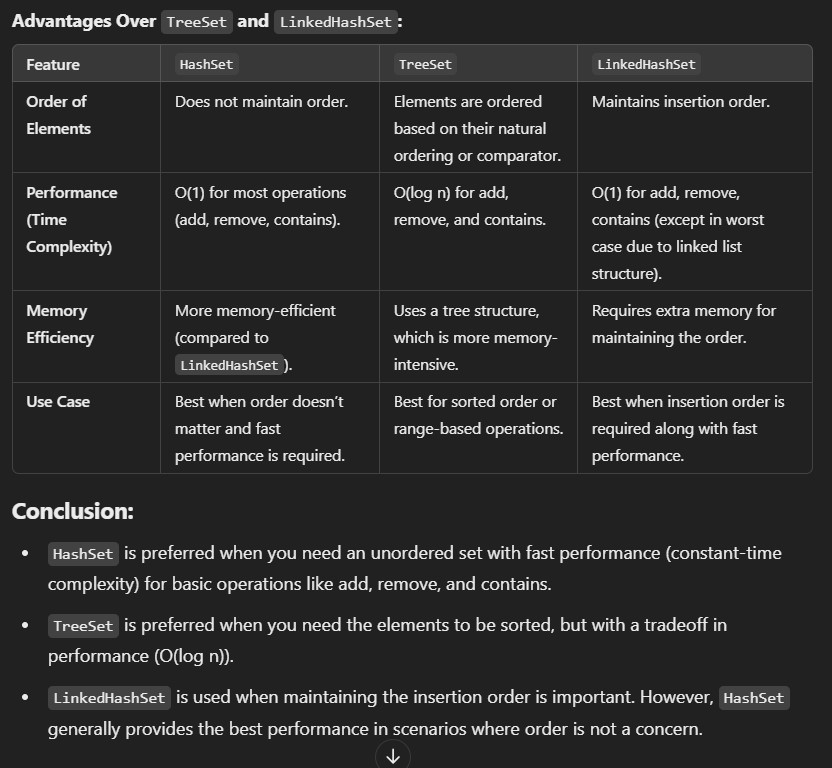 Advantages Over TreeSet and LinkedHashSet:
Feature
HashSet
TreeSet
LinkedHashSet
Order of
Elements
Does not maintain order.
Elements are ordered
based on their natural
ordering or comparator.
Maintains insertion order.
Performance
(Time
Complexity)
O(1) for most operations
(add, remove, contains).
O(log n) for add,
remove, and contains.
O(1) for add, remove,
contains (except in worst
case due to linked list
structure).
Memory
Efficiency
More memory-efficient
(compared to
LinkedHashSet).
Uses a tree structure,
which is more memory-
intensive.
Requires extra memory for
maintaining the order.
Use Case
Best when order doesn’t
matter and fast
performance is required.
Best for sorted order or
range-based operations.
Best when insertion order is
required along with fast
performance.
Conclusion:
• HashSet is preferred when you need an unordered set with fast performance (constant-time
complexity) for basic operations like add, remove, and contains.
• TreeSet is preferred when you need the elements to be sorted, but with a tradeoff in
performance (O(log n)).
• LinkedHashSet is used when maintaining the insertion order is important. However, HashSet
generally provides the best performance in scenarios where order is not a concern.